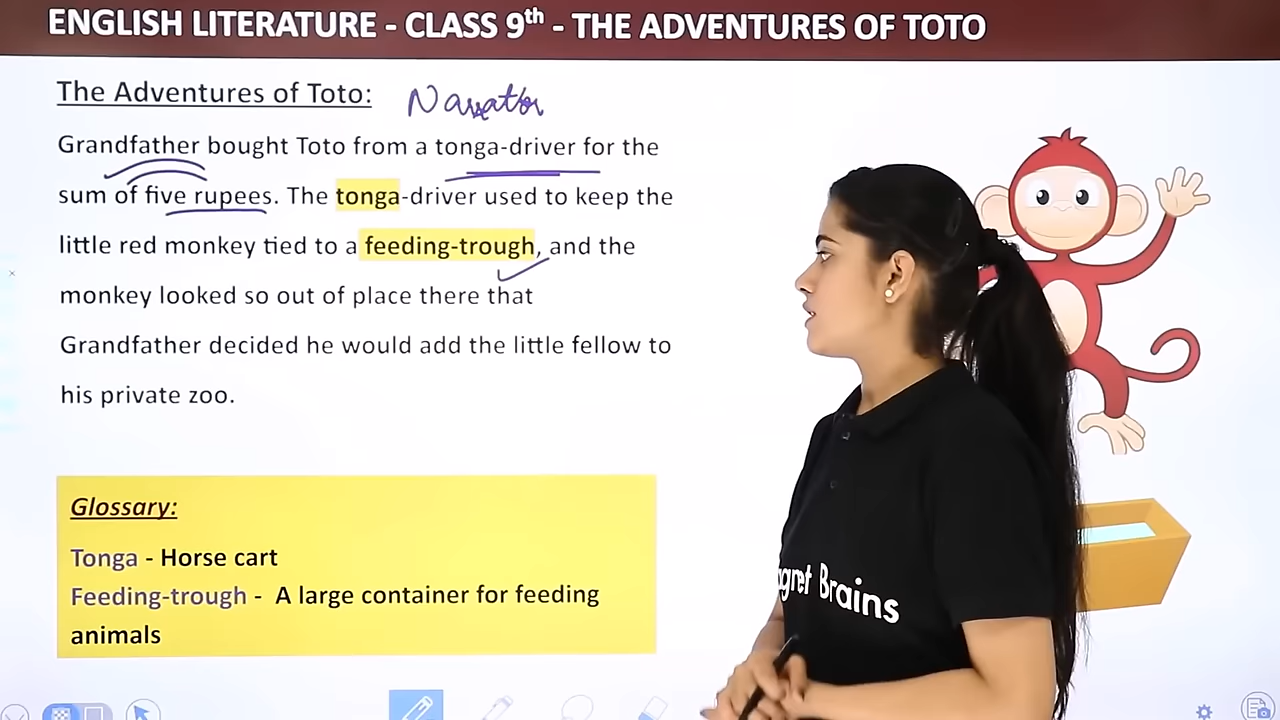 ENGLISH LITERATURE - CLASS 9th - THE ADVENTURES OF TOTO
The Adventures of Toto: Narrator
Grandfather bought Toto from a tonga-driver for the
sum of five rupees. The tonga-driver used to keep the
little red monkey tied to a feeding-trough, and the
monkey looked so out of place there that
Grandfather decided he would add the little fellow to
his private zoo.
Glossary:
Tonga - Horse cart
Feeding-trough - A large container for feeding
animals
Brains